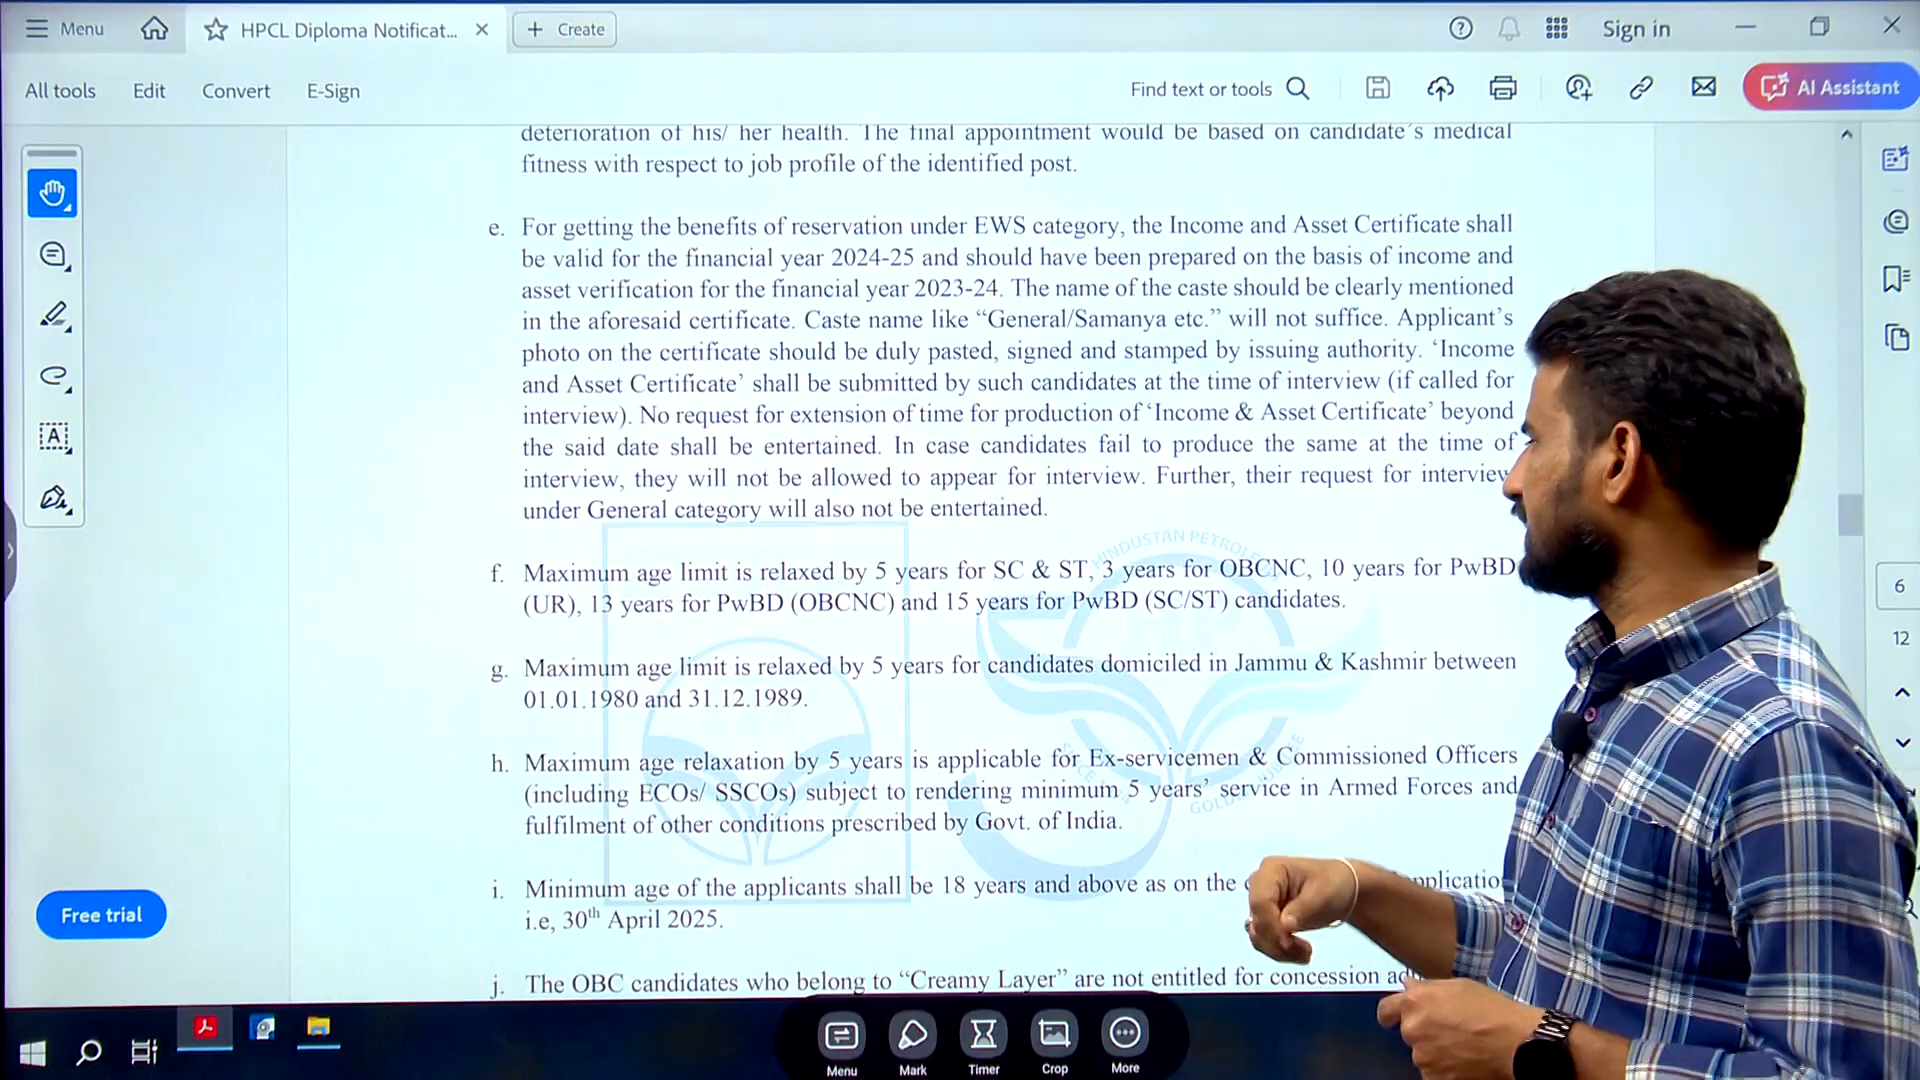 Menu
HPCL Diploma Notificat...
Create
Sign in
All tools
Edit
Convert
E-Sign
Find text or tools
AI Assistant
deterioration of his/ her health. The final appointment would be based on candidate's medical
fitness with respect to job profile of the identified post.
e. For getting the benefits of reservation under EWS category, the Income and Asset Certificate shall
be valid for the financial year 2024-25 and should have been prepared on the basis of income and
asset verification for the financial year 2023-24. The name of the caste should be clearly mentioned
in the aforesaid certificate. Caste name like “General/Samanya etc.” will not suffice. Applicant's
photo on the certificate should be duly pasted, signed and stamped by issuing authority. ‘Income
and Asset Certificate’ shall be submitted by such candidates at the time of interview (if called for
interview). No request for extension of time for production of ‘Income & Asset Certificate’ beyond
the said date shall be entertained. In case candidates fail to produce the same at the time of
interview, they will not be allowed to appear for interview. Further, their request for interview
under General category will also not be entertained.
HINDUSTAN PETROLE
f. Maximum age limit is relaxed by 5 years for SC & ST, 3 years for OBCNC, 10 years for PwBD
(UR), 13 years for PwBD (OBCNC) and 15 years for PwBD (SC/ST) candidates.
HP
g. Maximum age limit is relaxed by 5 years for candidates domiciled in Jammu & Kashmir between
01.01.1980 and 31.12.1989.
h. Maximum age relaxation by 5 years is applicable for Ex-servicemen & Commissioned Officers
(including ECOs/ SSCOs) subject to rendering minimum 5 years’ service in Armed Forces and
fulfilment of other conditions prescribed by Govt. of India.
i. Minimum age of the applicants shall be 18 years and above as on the
i.e, 30th April 2025.
j. The OBC candidates who belong to “Creamy Layer” are not entitled for concession
6
12
Free trial
Menu
Mark
Timer
Crop
More